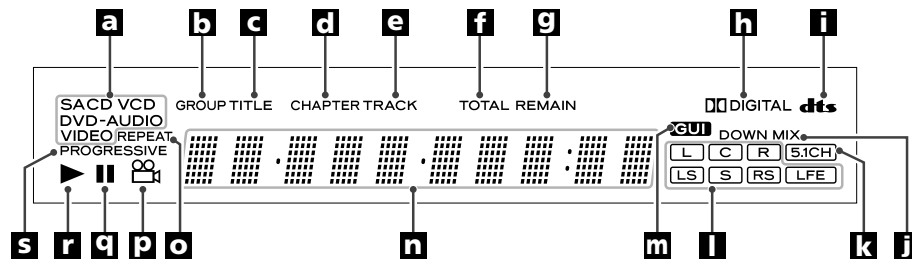 a b c d e f g h i
SACD VCD GROUP TITLE CHAPTER TRACK TOTAL REMAIN DIGITAL dts
DVD-AUDIO
VIDEO REPEAT GUI DOWN MIX
PROGRESSIVE L C R 5.1CH
LS S RS LFE
s r q p o n m l k j